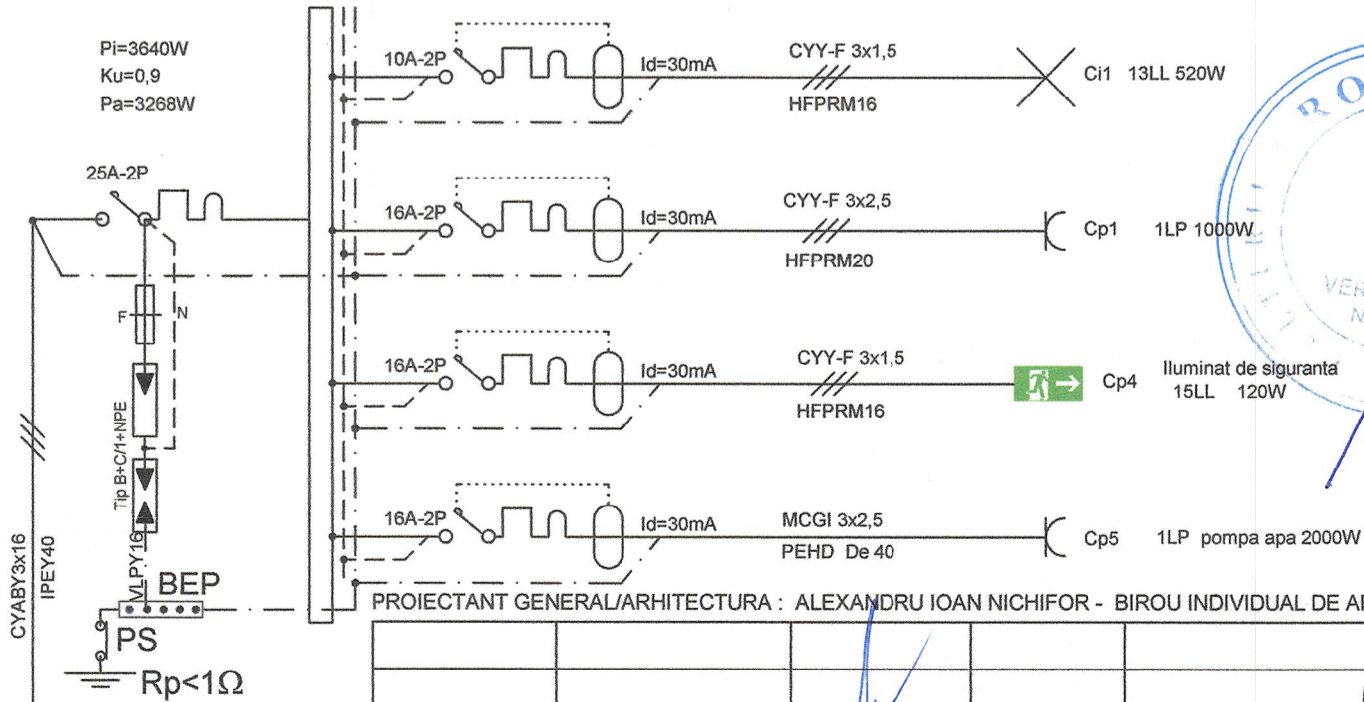 Pi=3640W
Ku=0,9
Pa=3268W
25A-2P
F
N
Tip B+C/1+NPE
VLPY16
BEP
PS
Rp<1Ω
CYABY3x16
IPEY40
10A-2P
Id=30mA
CYY-F 3x1,5
HFPRM16
Ci1 13LL 520W
16A-2P
Id=30mA
CYY-F 3x2,5
HFPRM20
Cp1 1LP 1000W
16A-2P
Id=30mA
CYY-F 3x1,5
HFPRM16
Cp4 Iluminat de siguranta
15LL 120W
16A-2P
Id=30mA
MCGI 3x2,5
PEHD De 40
Cp5 1LP pompa apa 2000W
PROIECTANT GENERAL/ARHITECTURA : ALEXANDRU IOAN NICHIFOR - BIROU INDIVIDUAL DE